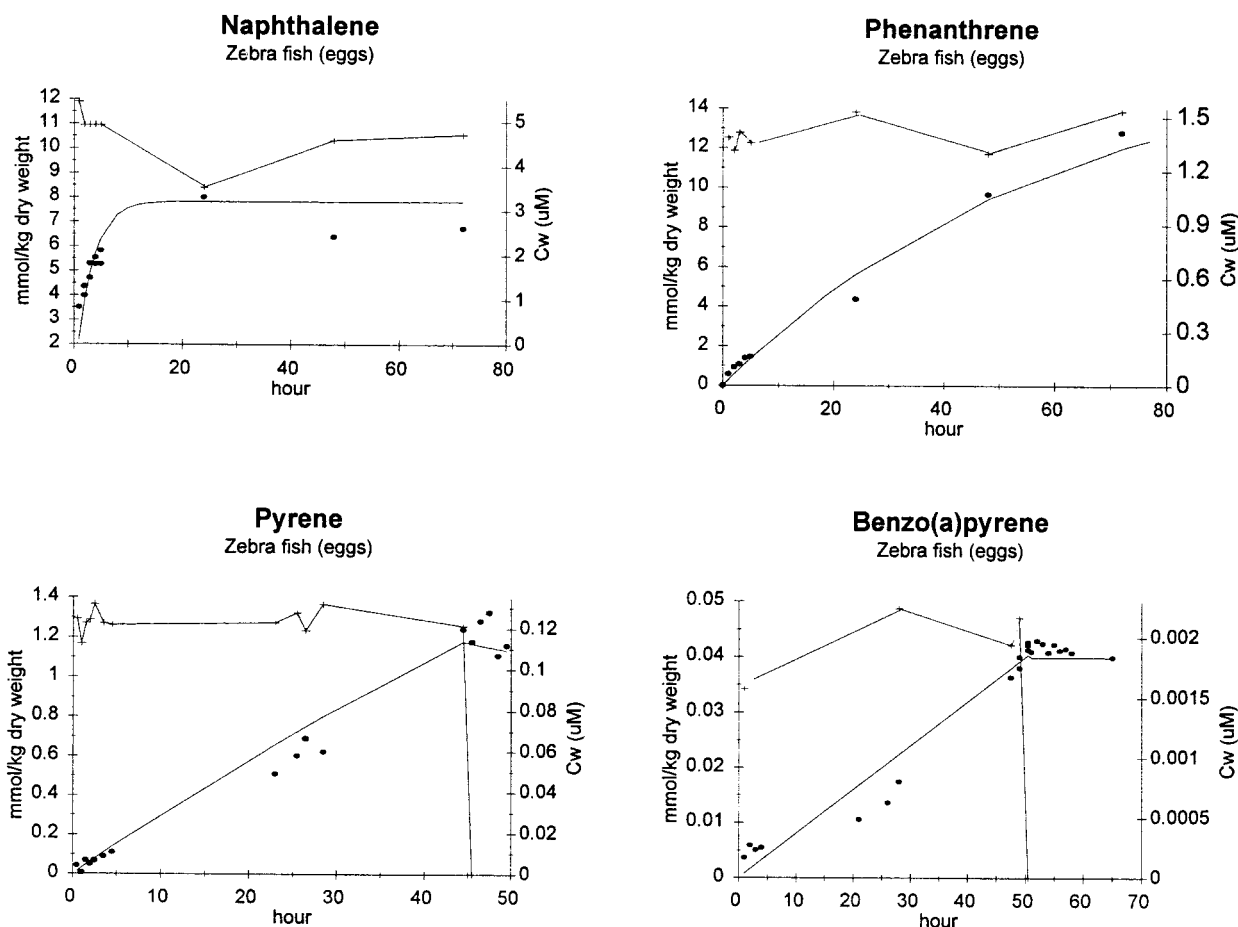 Naphthalene
Zebra fish (eggs)
12
11
10
9
8
7
6
5
4
3
2
mmol/kg dry weight
5
4
3
2
1
0
Cw (uM)
0 20 40 60 80
hour
Phenanthrene
Zebra fish (eggs)
14
12
10
8
6
4
2
0
mmol/kg dry weight
1.5
1.2
0.9
0.6
0.3
0
Cw (uM)
0 20 40 60 80
hour
Pyrene
Zebra fish (eggs)
1.4
1.2
1
0.8
0.6
0.4
0.2
0
mmol/kg dry weight
0.12
0.1
0.08
0.06
0.04
0.02
0
Cw (uM)
0 10 20 30 40 50
hour
Benzo(a)pyrene
Zebra fish (eggs)
0.05
0.04
0.03
0.02
0.01
0
mmol/kg dry weight
0.002
0.0015
0.001
0.0005
0
Cw (uM)
0 10 20 30 40 50 60 70
hour